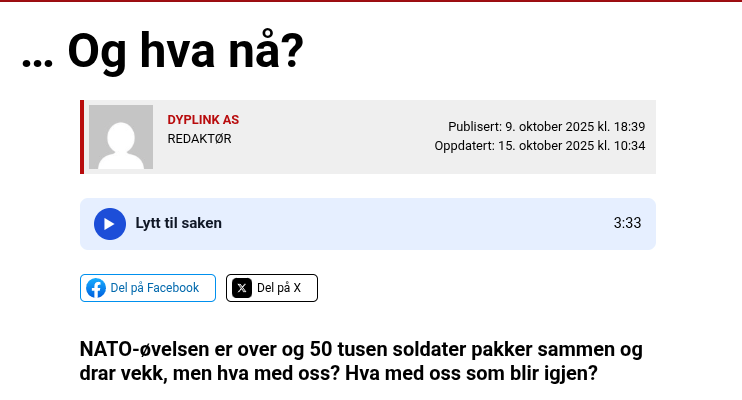 ... Og hva nå?
DYPLINK AS
REDAKTØR
Publisert: 9. oktober 2025 kl. 18:39
Oppdatert: 15. oktober 2025 kl. 10:34
Lytt til saken
3:33
Del på Facebook
Del på X
NATO-øvelsen er over og 50 tusen soldater pakker sammen og
drar vekk, men hva med oss? Hva med oss som blir igjen?